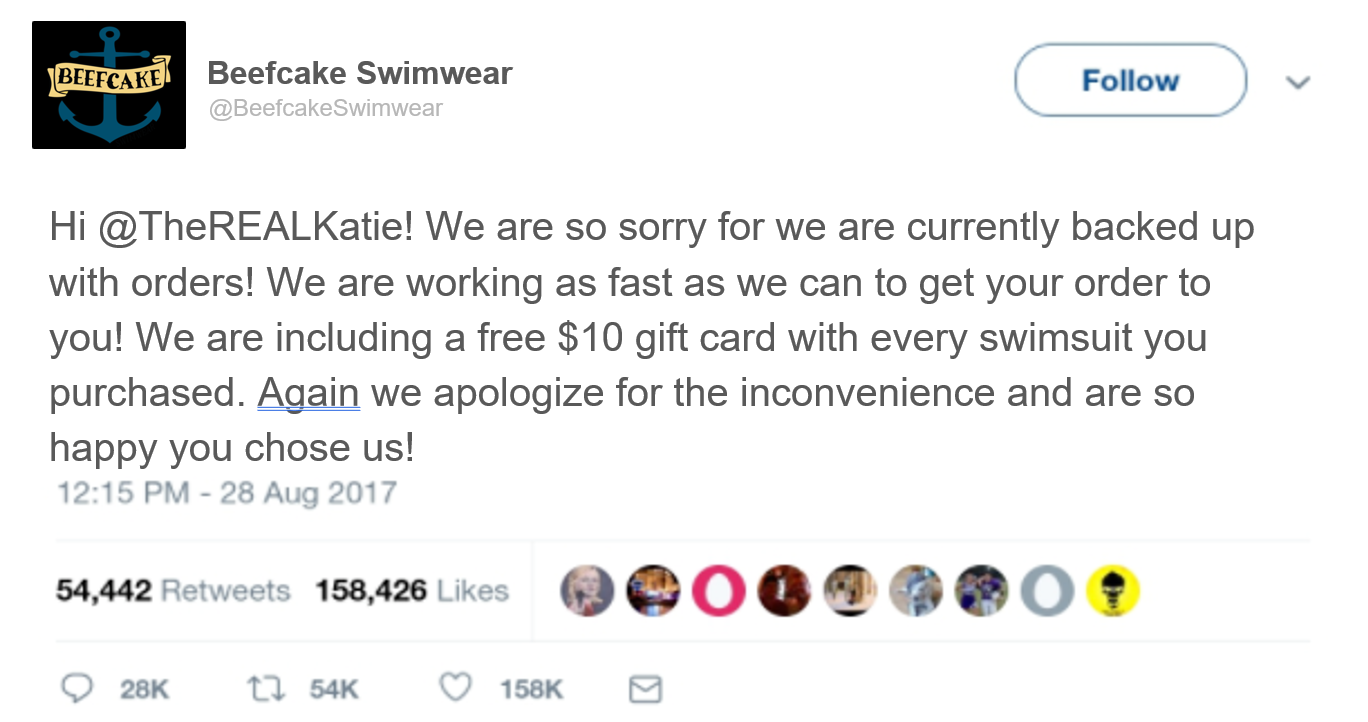 BEEFCAKE
Beefcake Swimwear
@BeefcakeSwimwear
Follow
Hi @TheREALKatie! We are so sorry for we are currently backed up
with orders! We are working as fast as we can to get your order to
you! We are including a free $10 gift card with every swimsuit you
purchased. Again we apologize for the inconvenience and are so
happy you chose us!
12:15 PM - 28 Aug 2017
54,442 Retweets 158,426 Likes
28K 54K 158K